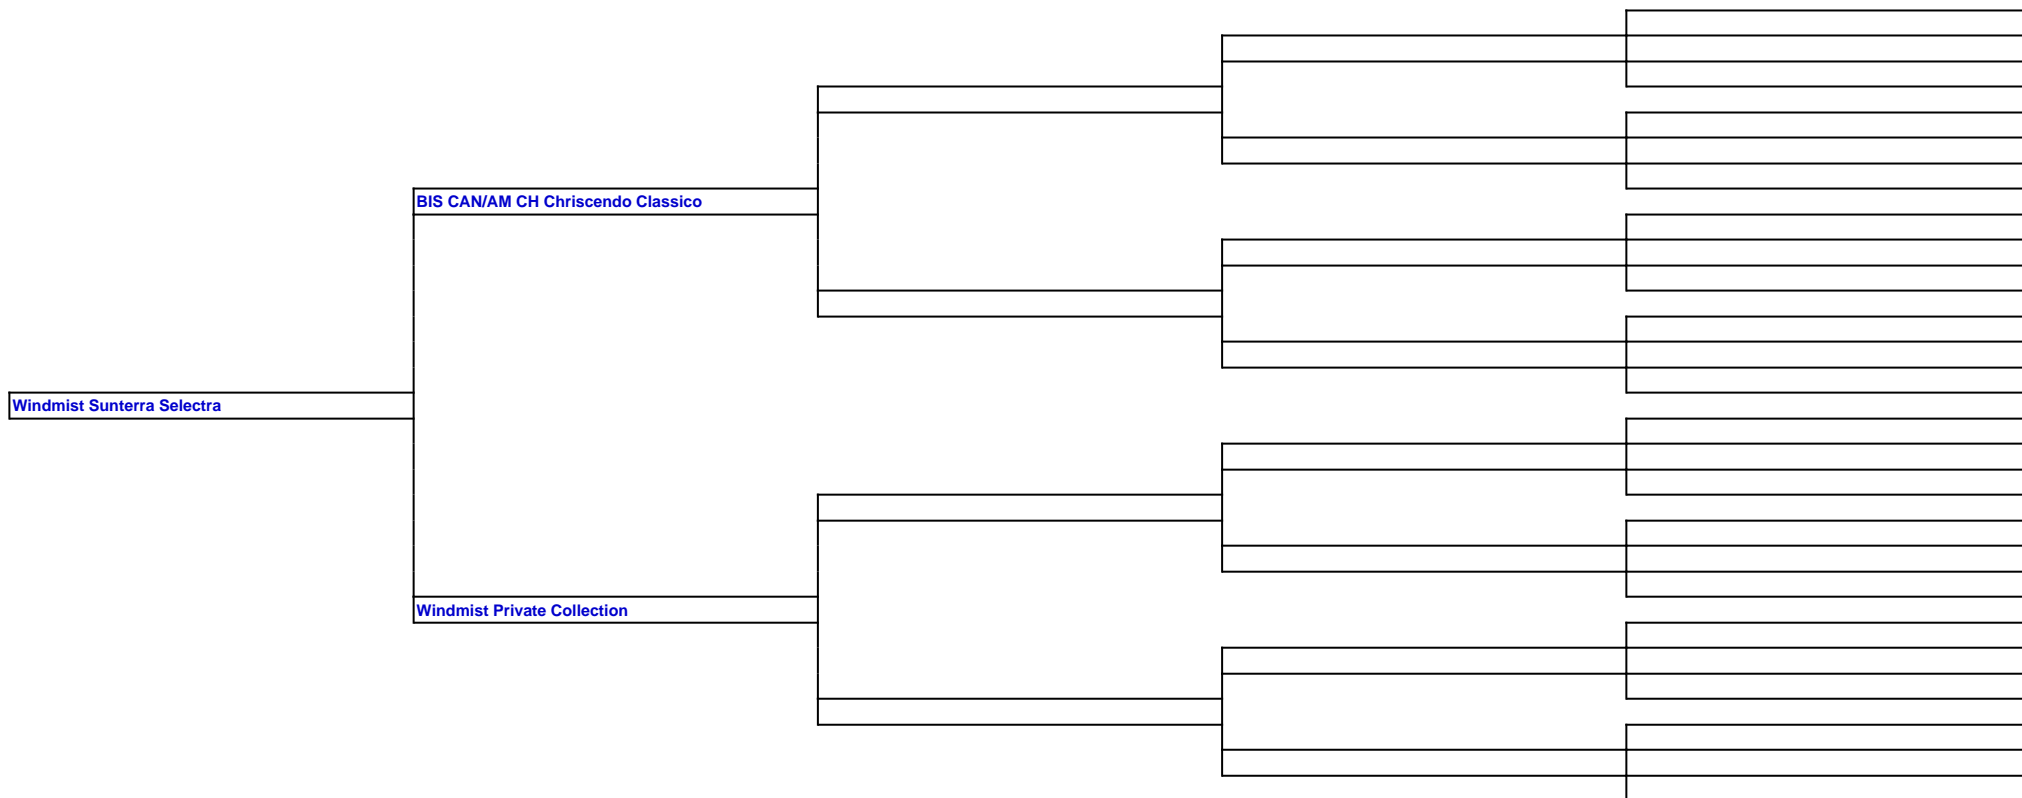 BIS CAN/AM CH Chriscendo Classico
Windmist Sunterra Selectra
Windmist Private Collection